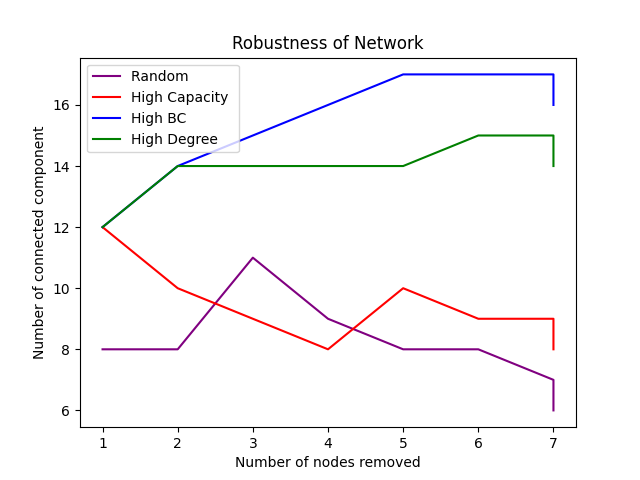 Robustness of Network
Random
High Capacity
High BC
High Degree
Number of connected component
16
14
12
10
8
6
1 2 3 4 5 6 7
Number of nodes removed